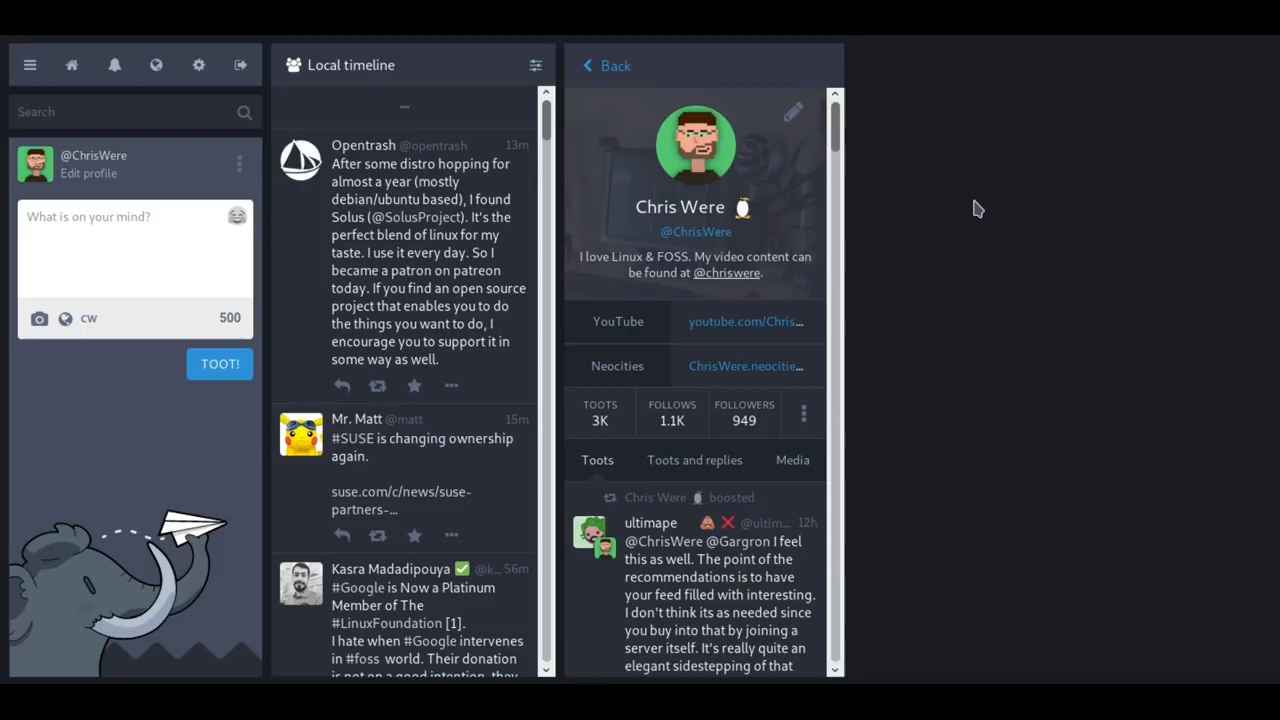 Search
@ChrisWere
Edit profile
What is on your mind?
CW
500
TOOT!
Local timeline
Opentrash @opentrash 13m
After some distro hopping for
almost a year (mostly
debian/ubuntu based), I found
Solus (@SolusProject). It's the
perfect blend of linux for my
taste. I use it every day. So I
became a patron on patreon
today. If you find an open source
project that enables you to do
the things you want to do, I
encourage you to support it in
some way as well.
Mr. Matt @matt 15m
#SUSE is changing ownership
again.
suse.com/c/news/suse-
partners-...
Kasra Madadipouya ✅ @k... 56m
#Google is Now a Platinum
Member of The
#LinuxFoundation [1].
I hate when #Google intervenes
in #foss world. Their donation
is not on a good intention, they
Back
Chris Were
@ChrisWere
I love Linux & FOSS. My video content can
be found at @chriswere.
YouTube youtube.com/Chris...
Neocities ChrisWere.neocitie...
TOOTS FOLLOWS FOLLOWERS
3K 1.1K 949
Toots Toots and replies Media
Chris Were boosted
ultimape 💩 ❌ @ultim... 12h
@ChrisWere @Gargron I feel
this as well. The point of the
recommendations is to have
your feed filled with interesting.
I don't think its as needed since
you buy into that by joining a
server itself. It's really quite an
elegant sidestepping of that